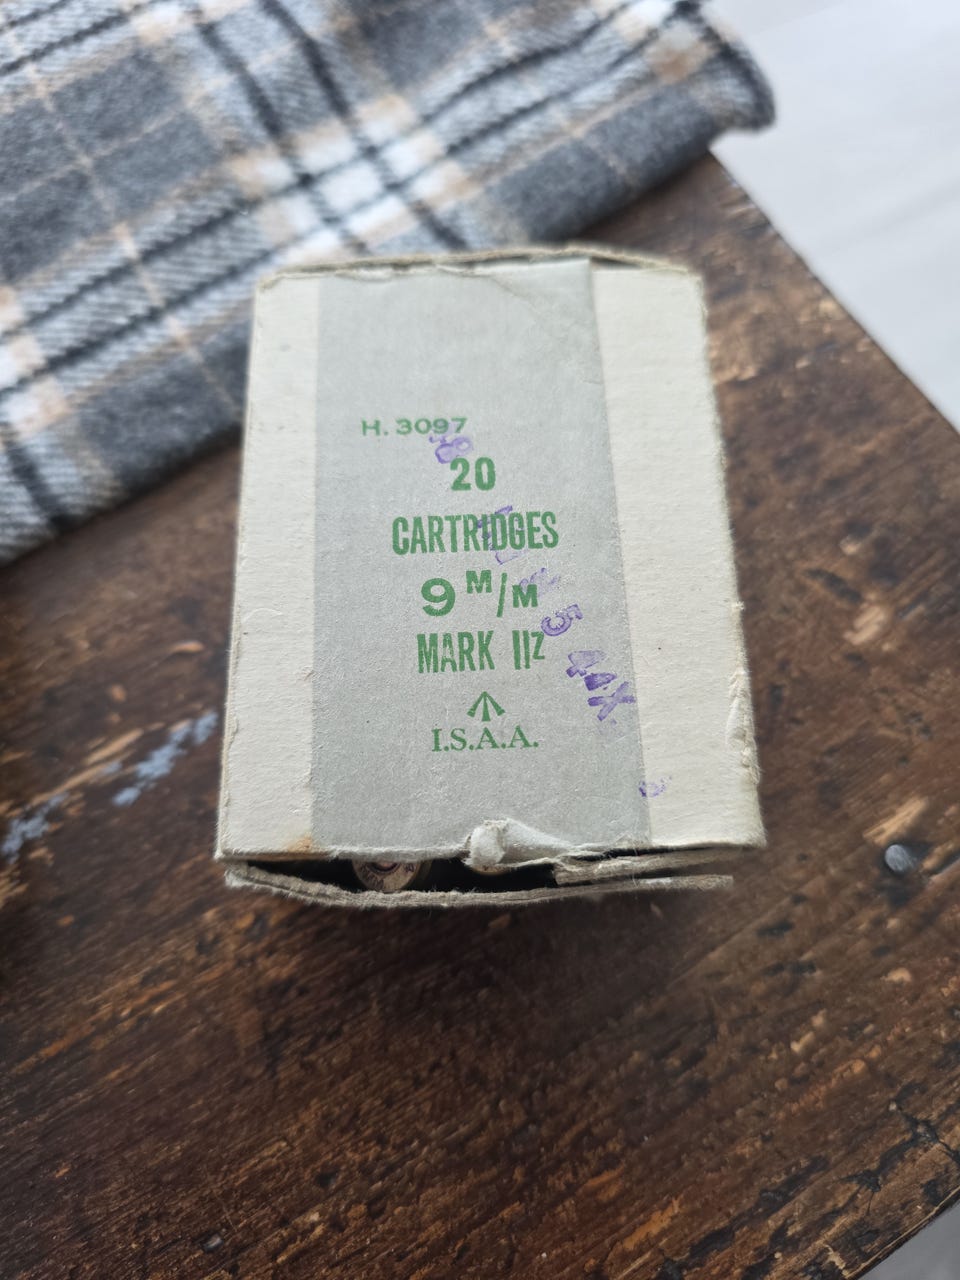 H. 3097
20
CARTRIDGES
9 M/M
MARK IIZ
I.S.A.A.